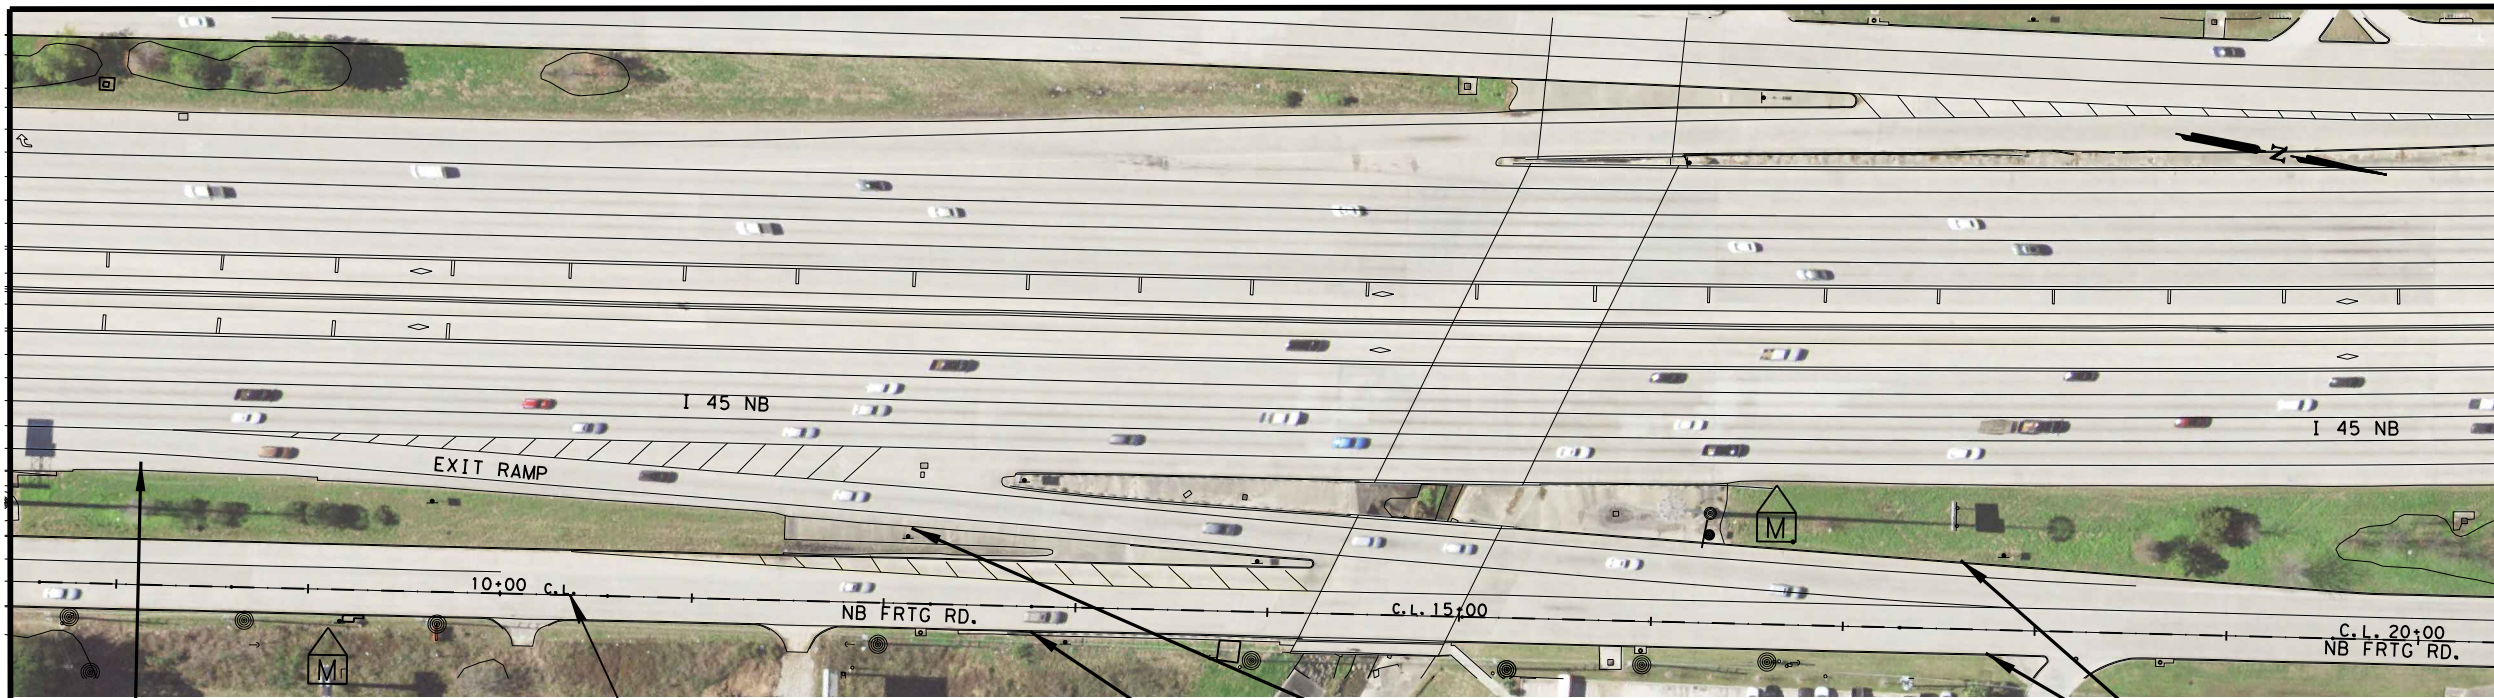 N
I 45 NB
I 45 NB
EXIT RAMP
M
10+00 C.L.
C.L. 15+00
NB FRTG RD.
C.L. 20+00
NB FRTG RD.
M